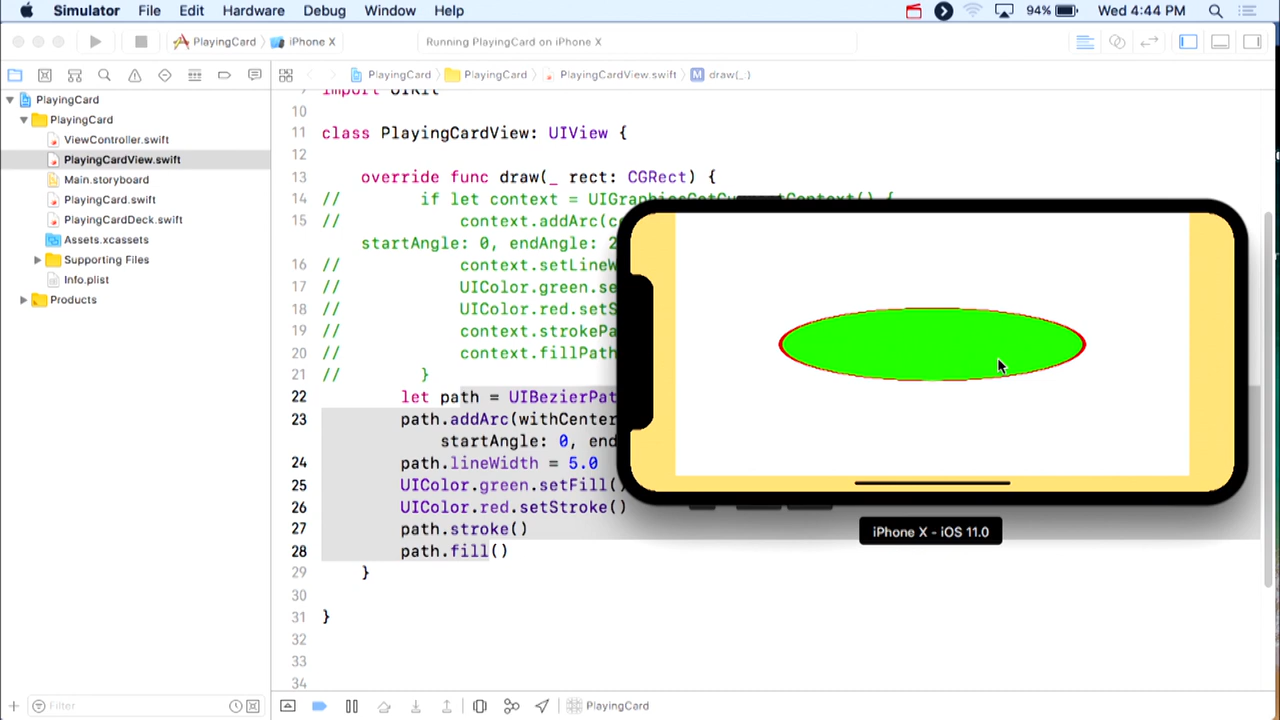 Simulator File Edit Hardware Debug Window Help 94% Wed 4:44 PM
PlayingCard iPhone X Running PlayingCard on iPhone X
PlayingCard PlayingCard PlayingCardView.swift M draw(_:)
PlayingCard
PlayingCard
ViewController.swift
PlayingCardView.swift
Main.storyboard
PlayingCard.swift
PlayingCardDeck.swift
Assets.xcassets
Supporting Files
Info.plist
Products
Filter
import UIKit
10
11 class PlayingCardView: UIView {
12
13 override func draw(_ rect: CGRect) {
14 // if let context = UIGraphicsGetCurrentContext() {
15 // context.addArc(
startAngle: 0, endAngle:
16 // context.setLine
17 // UIColor.green.se
18 // UIColor.red.setS
19 // context.strokePa
20 // context.fillPath
21 // }
22 let path = UIBezierPat
23 path.addArc(withCenter
startAngle: 0, end
24 path.lineWidth = 5.0
25 UIColor.green.setFill()
26 UIColor.red.setStroke()
27 path.stroke()
28 path.fill()
29 }
30
31 }
32
33
34
iPhone X – iOS 11.0
PlayingCard